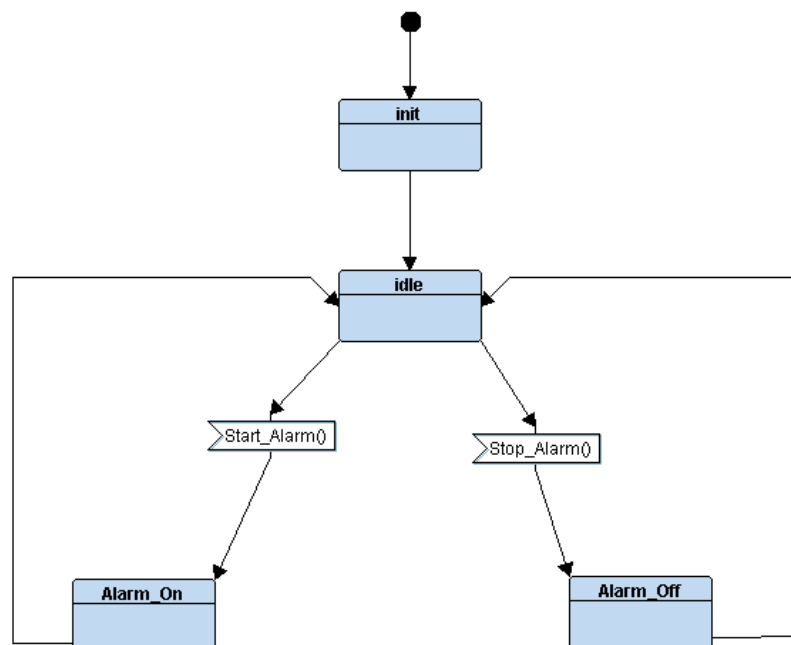 init
idle
Start_Alarm()
Stop_Alarm()
Alarm_On
Alarm_Off